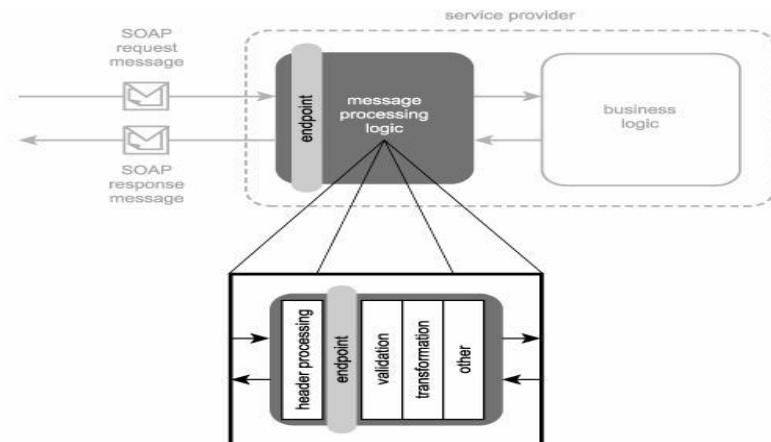 service provider
SOAP
request
message
endpoint
message
processing
logic
business
logic
SOAP
response
message
header processing
endpoint
validation
transformation
other